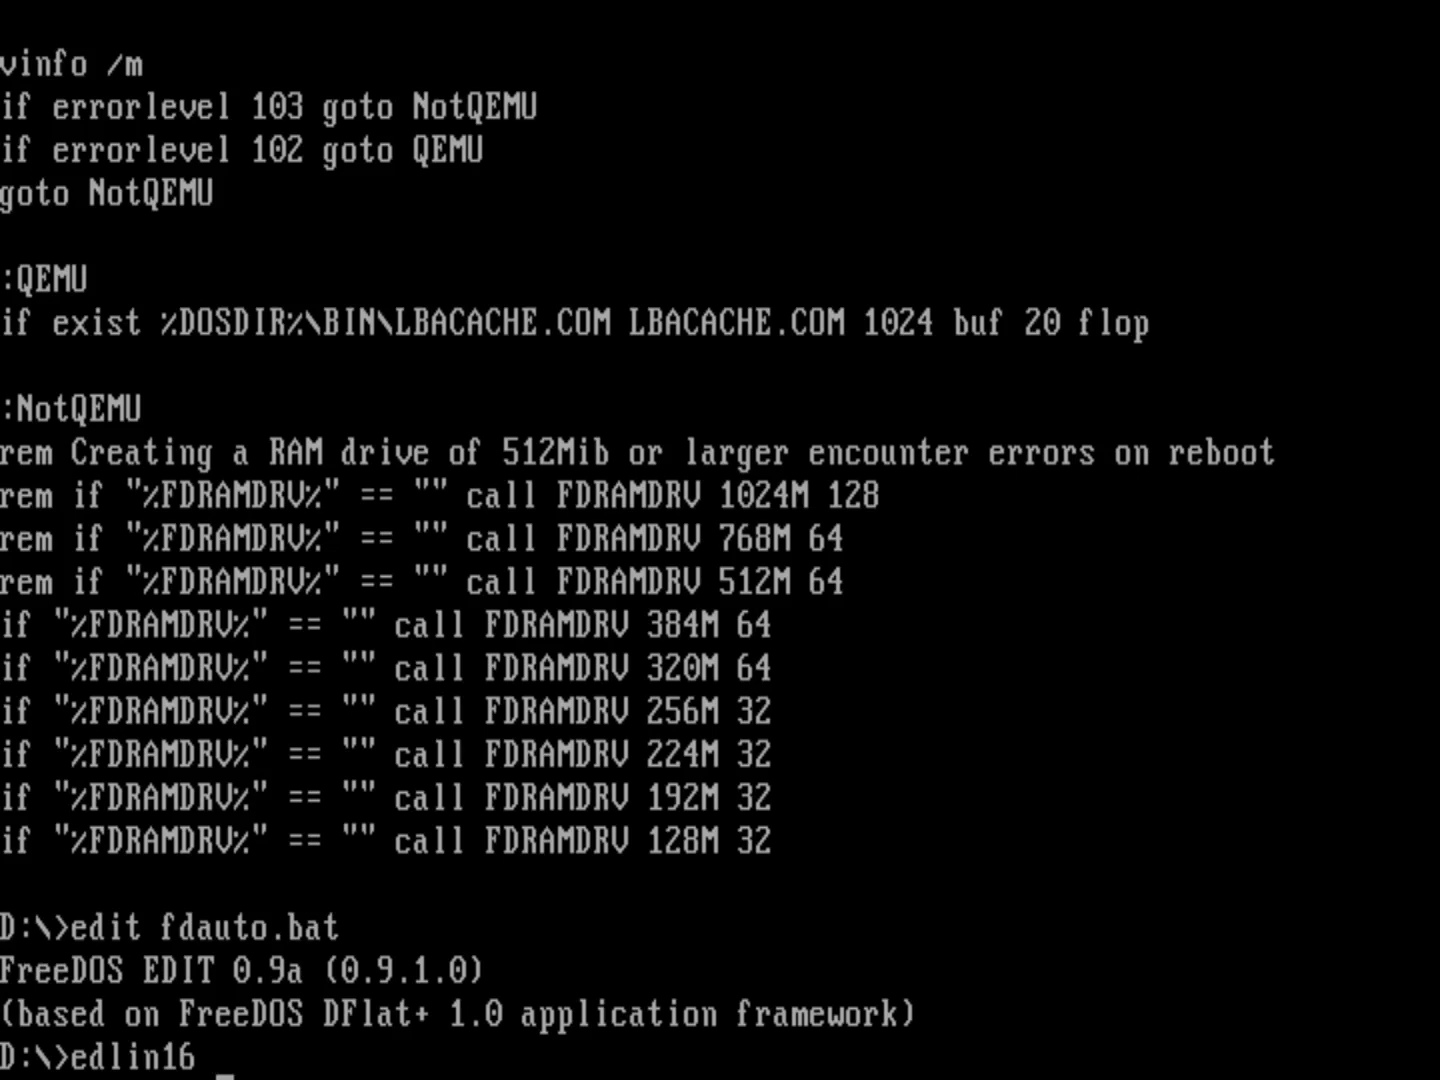 vinfo /m
if errorlevel 103 goto NotQEMU
if errorlevel 102 goto QEMU
goto NotQEMU
:QEMU
if exist %DOSDIR%\BIN\LBACACHE.COM LBACACHE.COM 1024 buf 20 flop
:NotQEMU
rem Creating a RAM drive of 512Mib or larger encounter errors on reboot
rem if "%FDRAMDRV%" == "" call FDRAMDRV 1024M 128
rem if "%FDRAMDRV%" == "" call FDRAMDRV 768M 64
rem if "%FDRAMDRV%" == "" call FDRAMDRV 512M 64
if "%FDRAMDRV%" == "" call FDRAMDRV 384M 64
if "%FDRAMDRV%" == "" call FDRAMDRV 320M 64
if "%FDRAMDRV%" == "" call FDRAMDRV 256M 32
if "%FDRAMDRV%" == "" call FDRAMDRV 224M 32
if "%FDRAMDRV%" == "" call FDRAMDRV 192M 32
if "%FDRAMDRV%" == "" call FDRAMDRV 128M 32
D:\>edit fdauto.bat
FreeDOS EDIT 0.9a (0.9.1.0)
(based on FreeDOS DFlat+ 1.0 application framework)
D:\>edlin16